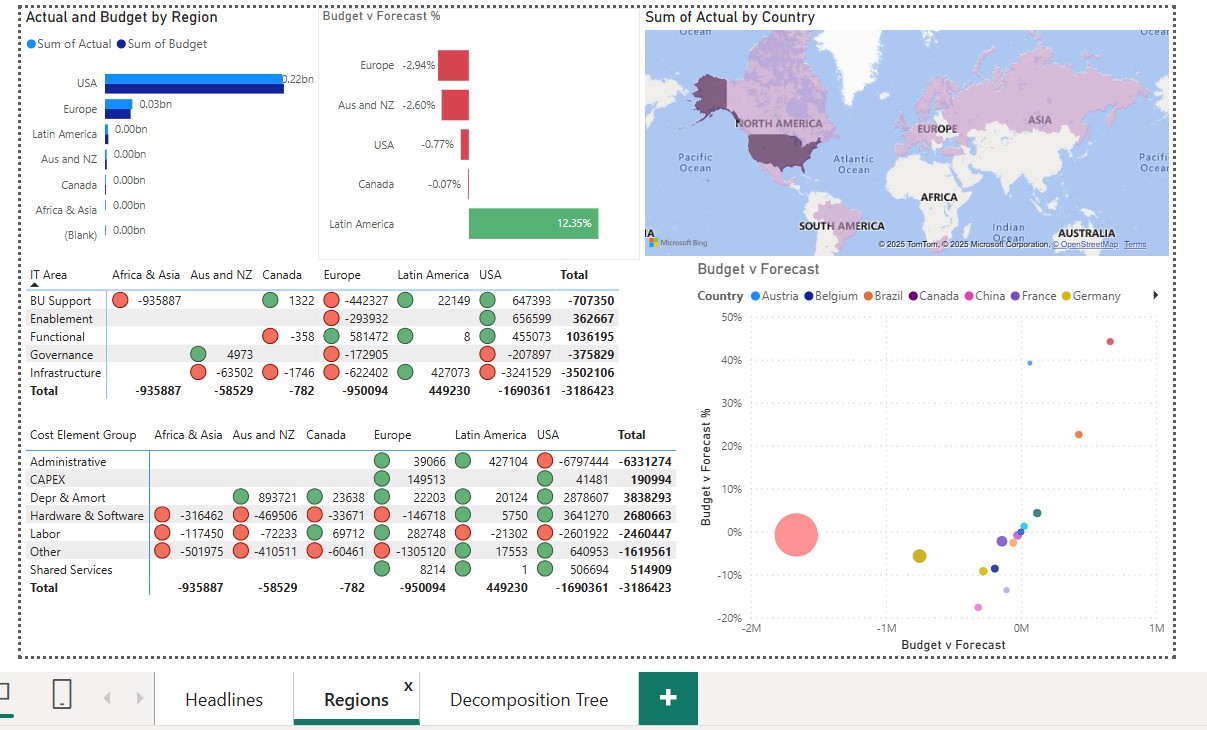 Actual and Budget by Region
Sum of Actual Sum of Budget
USA 0.22bn
Europe 0.03bn
Latin America 0.00bn
Aus and NZ 0.00bn
Canada 0.00bn
Africa & Asia 0.00bn
(Blank) 0.00bn
Budget v Forecast %
Europe -2.94%
Aus and NZ -2.60%
USA -0.77%
Canada -0.07%
Latin America 12.35%
Sum of Actual by Country
Ocean Ocean
NORTH AMERICA
EUROPE
ASIA
Pacific
Ocean
Atlantic
Ocean
AFRICA
SOUTH AMERICA
Indian
Ocean
AUSTRALIA
Microsoft Bing
© 2025 TomTom, © 2025 Microsoft Corporation, © OpenStreetMap Terms
IT Area Africa & Asia Aus and NZ Canada Europe Latin America USA Total
BU Support -935887 1322 -442327 22149 647393 -707350
Enablement -293932 656599 362667
Functional -358 581472 8 455073 1036195
Governance 4973 -172905 -207897 -375829
Infrastructure -63502 -1746 -622402 427073 -3241529 -3502106
Total -935887 -58529 -782 -950094 449230 -1690361 -3186423
Cost Element Group Africa & Asia Aus and NZ Canada Europe Latin America USA Total
Administrative 39066 427104 -6797444 -6331274
CAPEX 149513 41481 190994
Depr & Amort 893721 23638 22203 20124 2878607 3838293
Hardware & Software -316462 -469506 -33671 -146718 5750 3641270 2680663
Labor -117450 -72233 69712 282748 -21302 -2601922 -2460447
Other -501975 -410511 -60461 -1305120 17553 640953 -1619561
Shared Services 8214 1 506694 514909
Total -935887 -58529 -782 -950094 449230 -1690361 -3186423
Budget v Forecast
Country Austria Belgium Brazil Canada China France Germany
50%
40%
30%
20%
10%
0%
-10%
-20%
Budget v Forecast %
-2M -1M 0M 1M
Budget v Forecast
Headlines
Regions x
Decomposition Tree
+